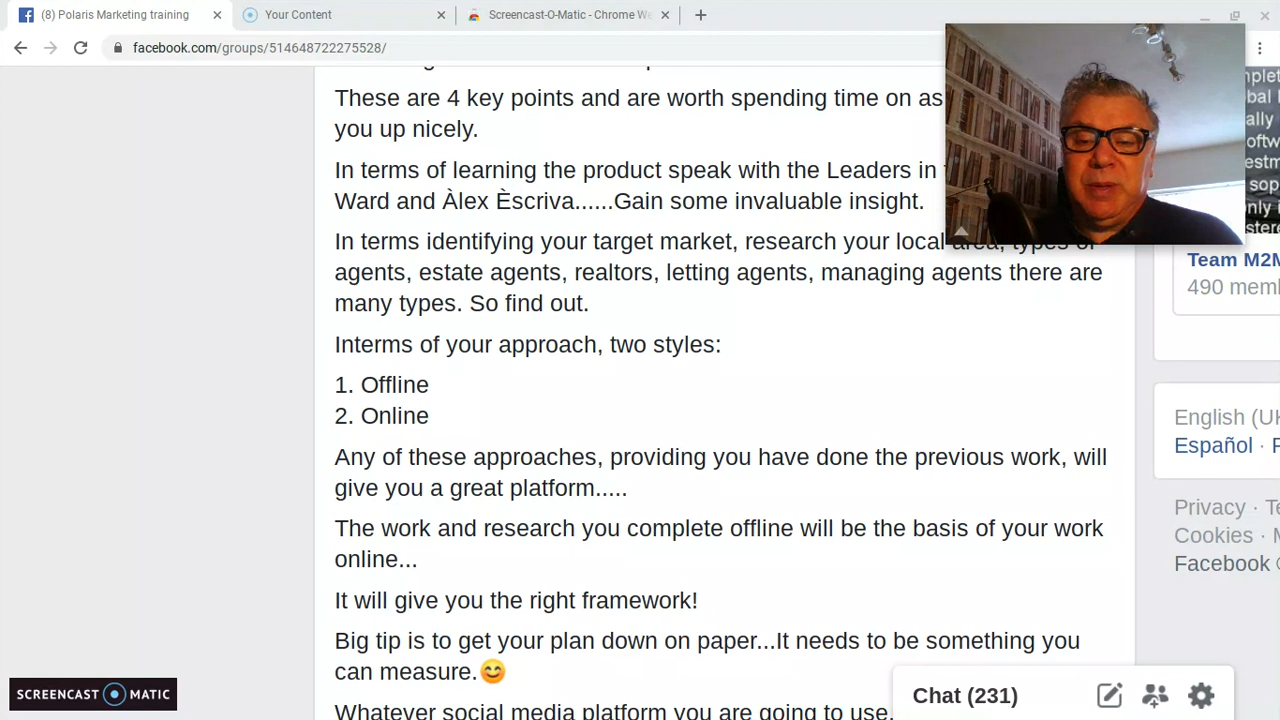 (8) Polaris Marketing training
Your Content
Screencast-O-Matic - Chrome We
facebook.com/groups/514648722275528/
These are 4 key points and are worth spending time on as
you up nicely.
In terms of learning the product speak with the Leaders in
Ward and Àlex Èscriva......Gain some invaluable insight.
In terms identifying your target market, research your local area, types of
agents, estate agents, realtors, letting agents, managing agents there are
many types. So find out.
Interms of your approach, two styles:
1. Offline
2. Online
Any of these approaches, providing you have done the previous work, will
give you a great platform.....
The work and research you complete offline will be the basis of your work
online...
It will give you the right framework!
Big tip is to get your plan down on paper...It needs to be something you
can measure.😊
Whatever social media platform you are going to use,
Team M2M
490 memb
English (UK
Español ·
Privacy · Te
Cookies ·
Facebook ©
Chat (231)
SCREENCAST MATIC